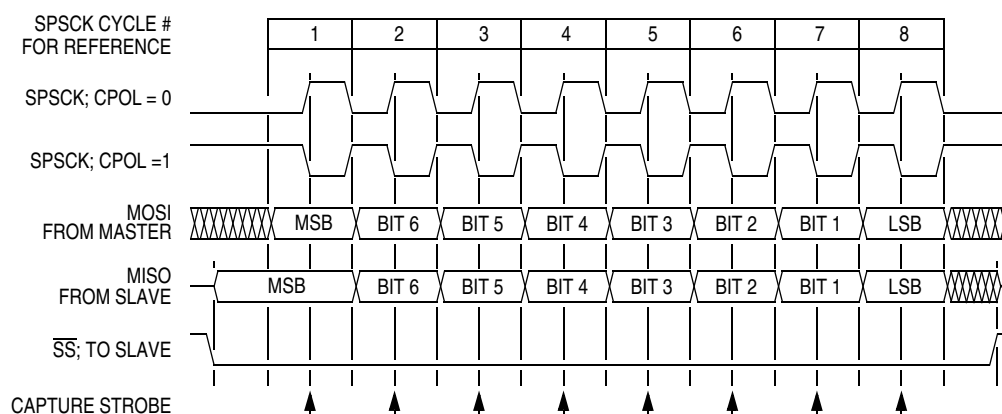 SPSCK CYCLE #
FOR REFERENCE
1 2 3 4 5 6 7 8
SPSCK; CPOL = 0
SPSCK; CPOL =1
MOSI
FROM MASTER
MSB BIT 6 BIT 5 BIT 4 BIT 3 BIT 2 BIT 1 LSB
MISO
FROM SLAVE
MSB BIT 6 BIT 5 BIT 4 BIT 3 BIT 2 BIT 1 LSB
SS; TO SLAVE
CAPTURE STROBE